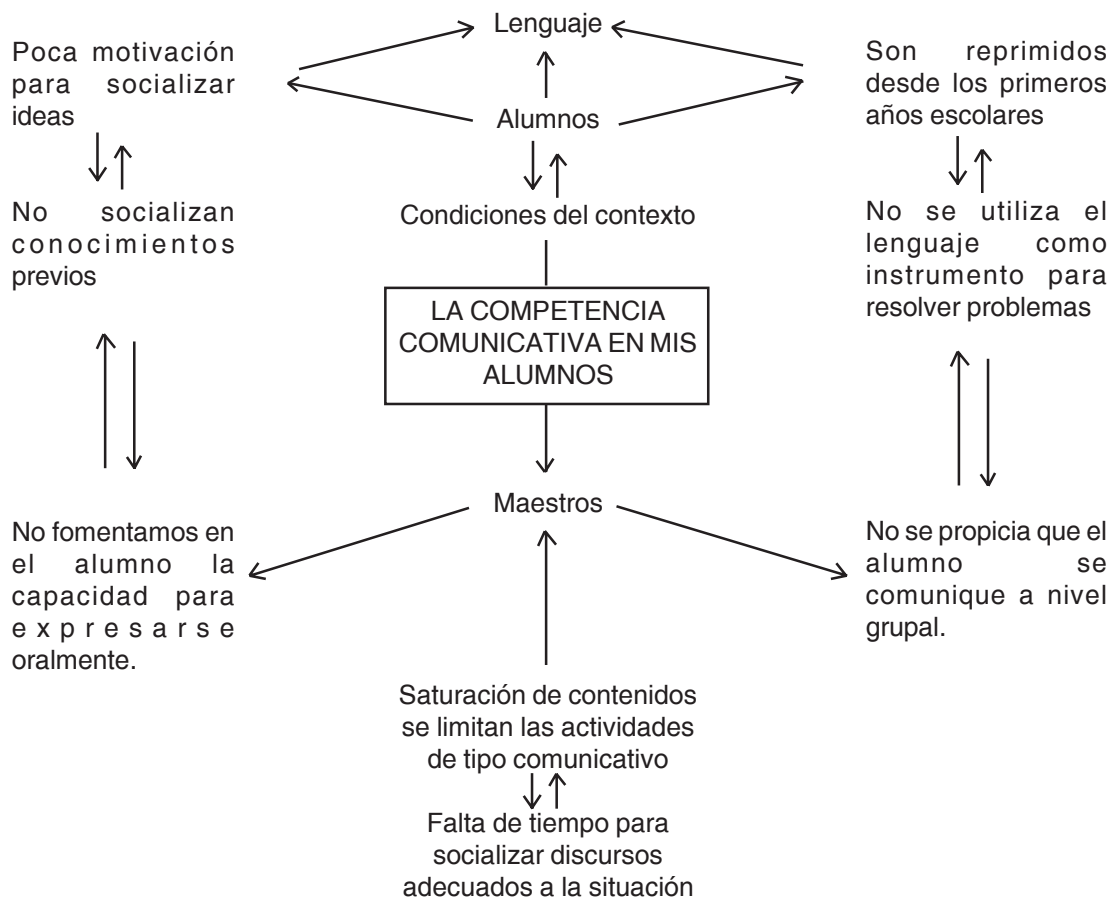 Lenguaje
Poca motivación
para socializar
ideas
Son reprimidos
desde los primeros
años escolares
Alumnos
No socializan
conocimientos
previos
Condiciones del contexto
No se utiliza el
lenguaje como
instrumento para
resolver problemas
LA COMPETENCIA
COMUNICATIVA EN MIS
ALUMNOS
Maestros
No fomentamos en
el alumno la
capacidad para
expresarse
oralmente.
No se propicia que el
alumno se
comunique a nivel
grupal.
Saturación de contenidos
se limitan las actividades
de tipo comunicativo
Falta de tiempo para
socializar discursos
adecuados a la situación